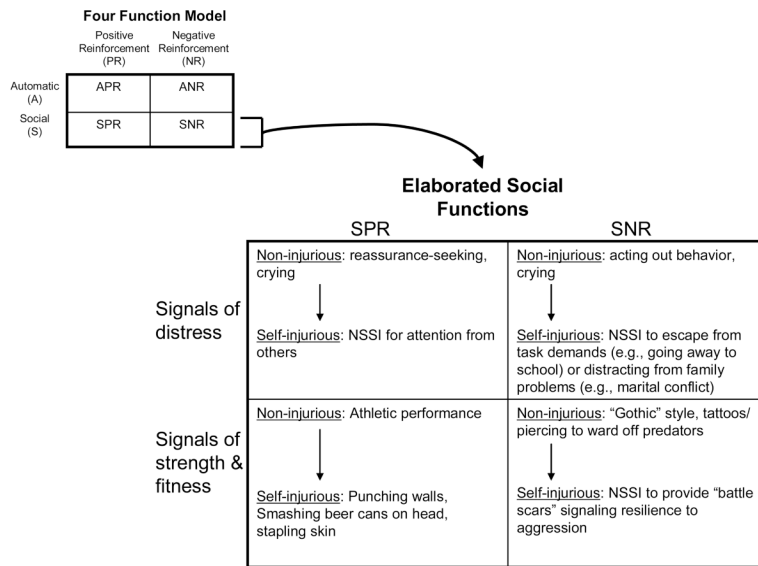 Four Function Model
Positive
Reinforcement
(PR)
Negative
Reinforcement
(NR)
Automatic
(A)
APR
ANR
Social
(S)
SPR
SNR
Elaborated Social
Functions
SPR
SNR
Signals of
distress
Non-injurious: reassurance-seeking,
crying
Self-injurious: NSSI for attention from
others
Non-injurious: acting out behavior,
crying
Self-injurious: NSSI to escape from
task demands (e.g., going away to
school) or distracting from family
problems (e.g., marital conflict)
Signals of
strength &
fitness
Non-injurious: Athletic performance
Self-injurious: Punching walls,
Smashing beer cans on head,
stapling skin
Non-injurious: “Gothic” style, tattoos/
piercing to ward off predators
Self-injurious: NSSI to provide “battle
scars” signaling resilience to
aggression